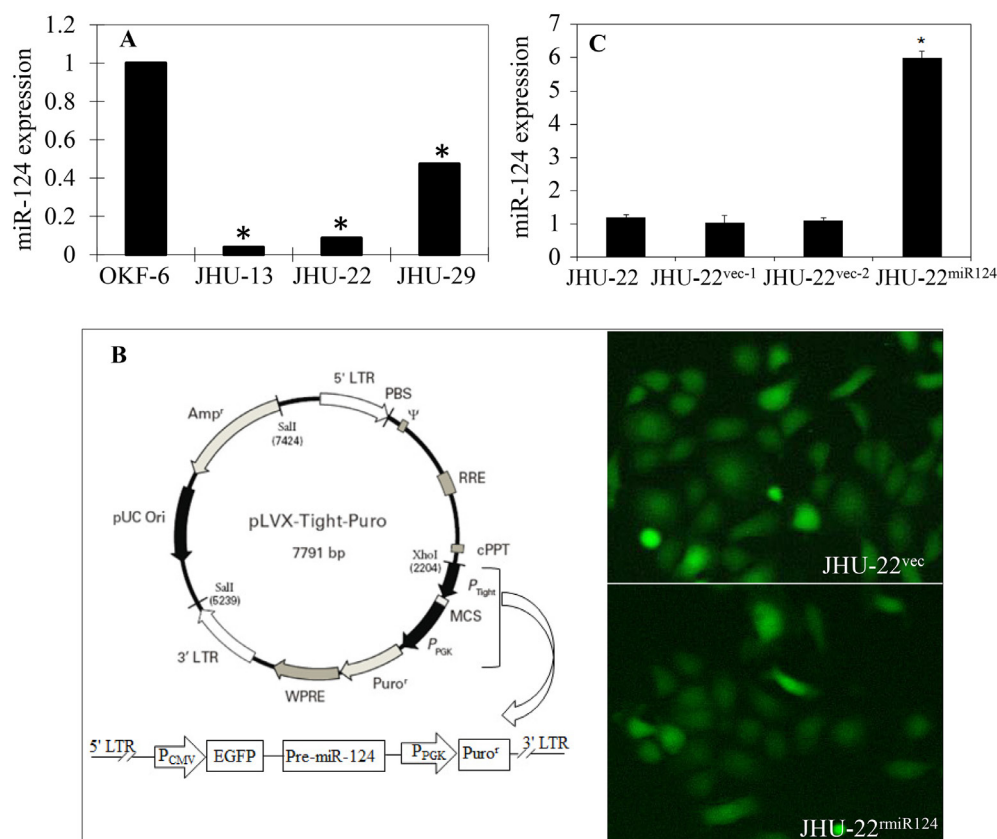 A
miR-124 expression
1.2
1
0.8
0.6
0.4
0.2
0
*
*
*
OKF-6 JHU-13 JHU-22 JHU-29
C
miR-124 expression
7
6
5
4
3
2
1
0
*
JHU-22 JHU-22vec-1 JHU-22vec-2 JHU-22miR124
B
5' LTR
PBS
Ψ
RRE
cPPT
XhoI
(2204)
PTight
MCS
PPGK
Puror
WPRE
3' LTR
SalI
(5239)
pUC Ori
Ampr
SalI
(7424)
pLVX-Tight-Puro
7791 bp
5' LTR PCMV EGFP Pre-miR-124 PPGK Puror 3' LTR
JHU-22vec
JHU-22rmiR124